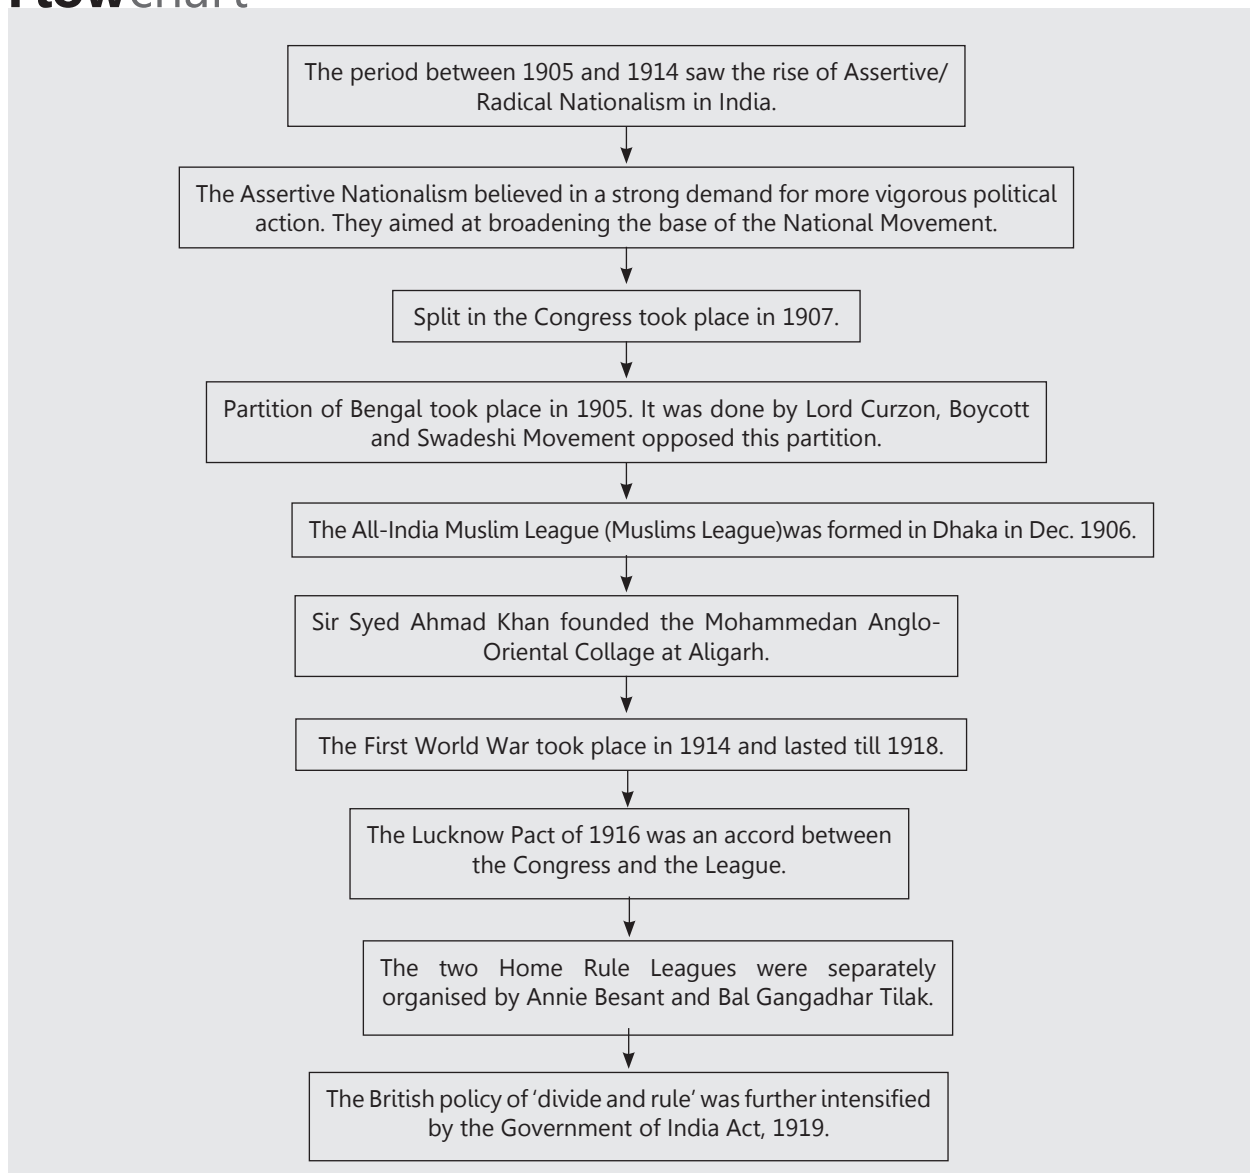 Flowchart
The period between 1905 and 1914 saw the rise of Assertive/
Radical Nationalism in India.
The Assertive Nationalism believed in a strong demand for more vigorous political
action. They aimed at broadening the base of the National Movement.
Split in the Congress took place in 1907.
Partition of Bengal took place in 1905. It was done by Lord Curzon, Boycott
and Swadeshi Movement opposed this partition.
The All-India Muslim League (Muslims League)was formed in Dhaka in Dec. 1906.
Sir Syed Ahmad Khan founded the Mohammedan Anglo-
Oriental Collage at Aligarh.
The First World War took place in 1914 and lasted till 1918.
The Lucknow Pact of 1916 was an accord between
the Congress and the League.
The two Home Rule Leagues were separately
organised by Annie Besant and Bal Gangadhar Tilak.
The British policy of ‘divide and rule’ was further intensified
by the Government of India Act, 1919.